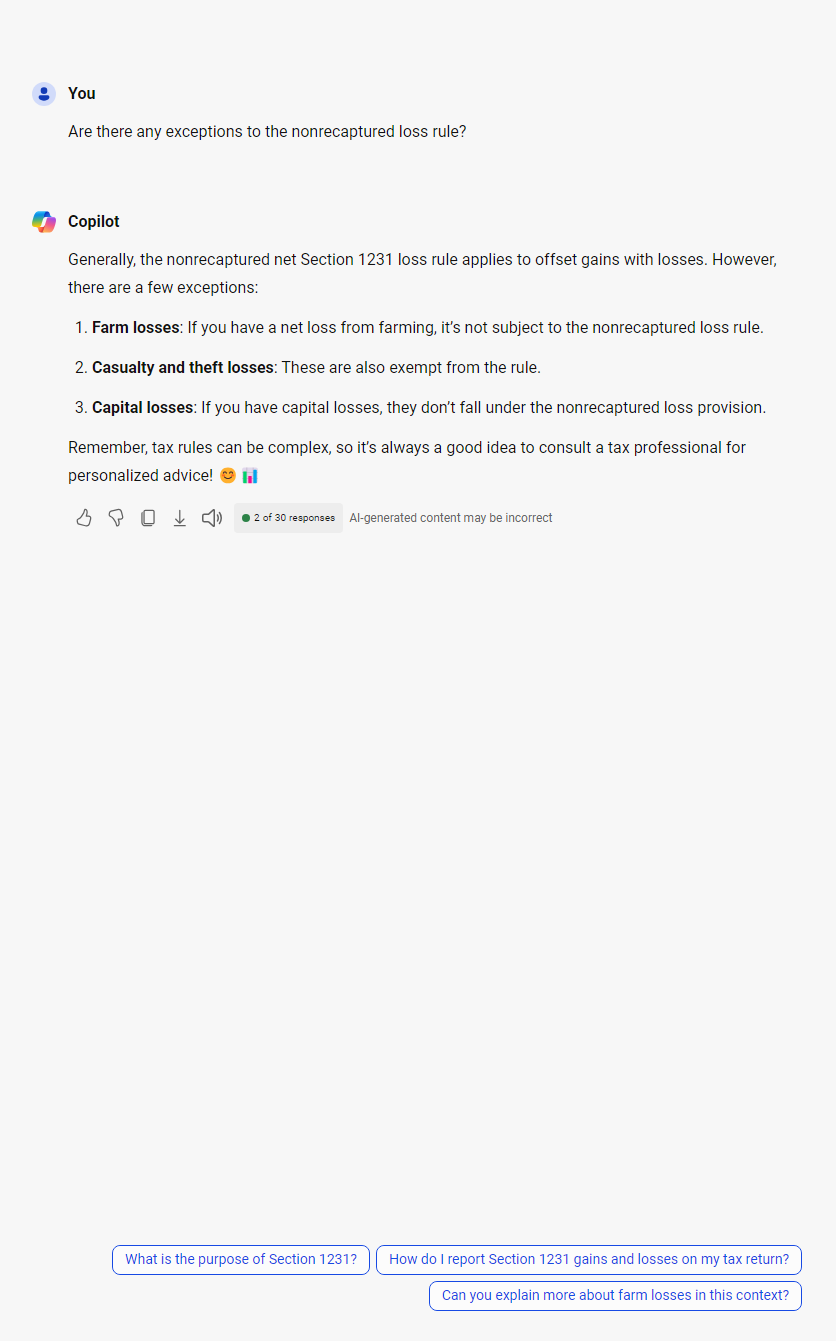 You
Are there any exceptions to the nonrecaptured loss rule?
Copilot
Generally, the nonrecaptured net Section 1231 loss rule applies to offset gains with losses. However,
there are a few exceptions:
1. Farm losses: If you have a net loss from farming, it’s not subject to the nonrecaptured loss rule.
2. Casualty and theft losses: These are also exempt from the rule.
3. Capital losses: If you have capital losses, they don’t fall under the nonrecaptured loss provision.
Remember, tax rules can be complex, so it’s always a good idea to consult a tax professional for
personalized advice! 😊 📊
2 of 30 responses AI-generated content may be incorrect
What is the purpose of Section 1231? How do I report Section 1231 gains and losses on my tax return?
Can you explain more about farm losses in this context?